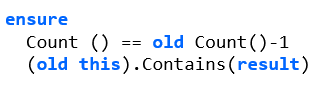 ensure
Count () == old Count()-1
(old this).Contains(result)